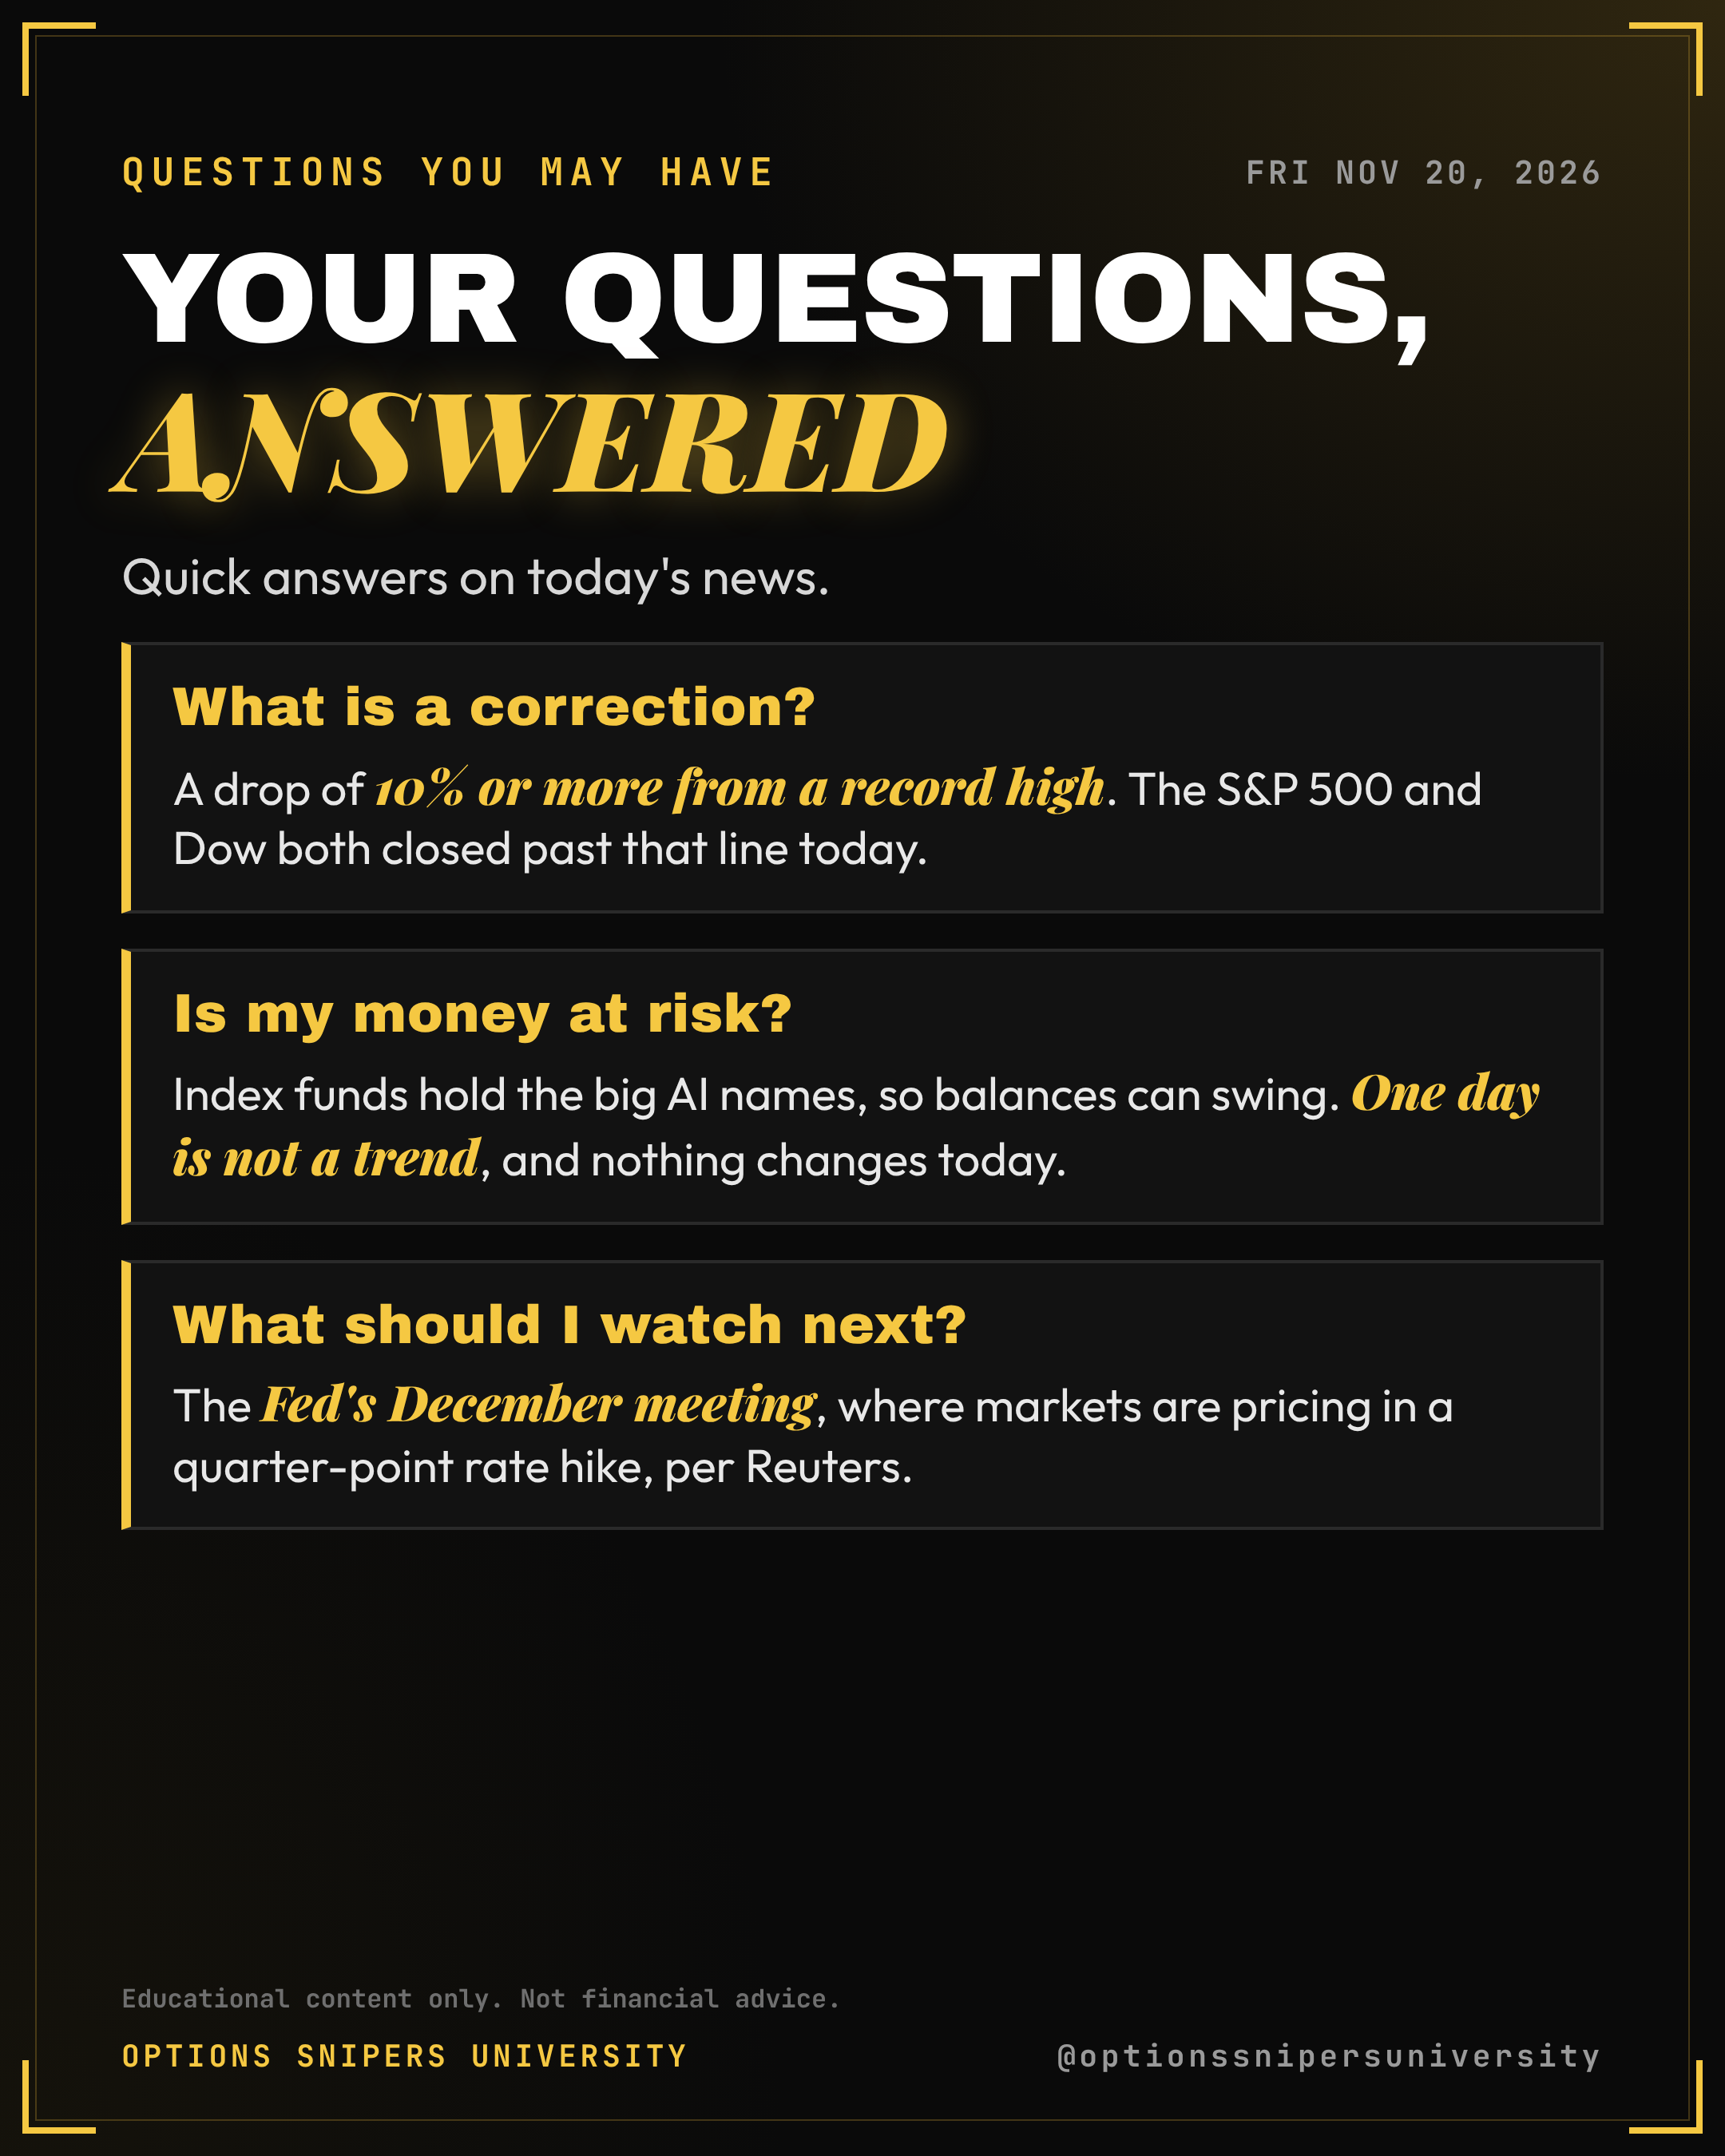 QUESTIONS YOU MAY HAVE
FRI NOV 20, 2026
YOUR QUESTIONS,
ANSWERED
Quick answers on today's news.
What is a correction?
A drop of 10% or more from a record high. The S&P 500 and
Dow both closed past that line today.
Is my money at risk?
Index funds hold the big AI names, so balances can swing. One day
is not a trend, and nothing changes today.
What should I watch next?
The Fed's December meeting, where markets are pricing in a
quarter-point rate hike, per Reuters.
Educational content only. Not financial advice.
OPTIONS SNIPERS UNIVERSITY
@optionssnipersuniversity